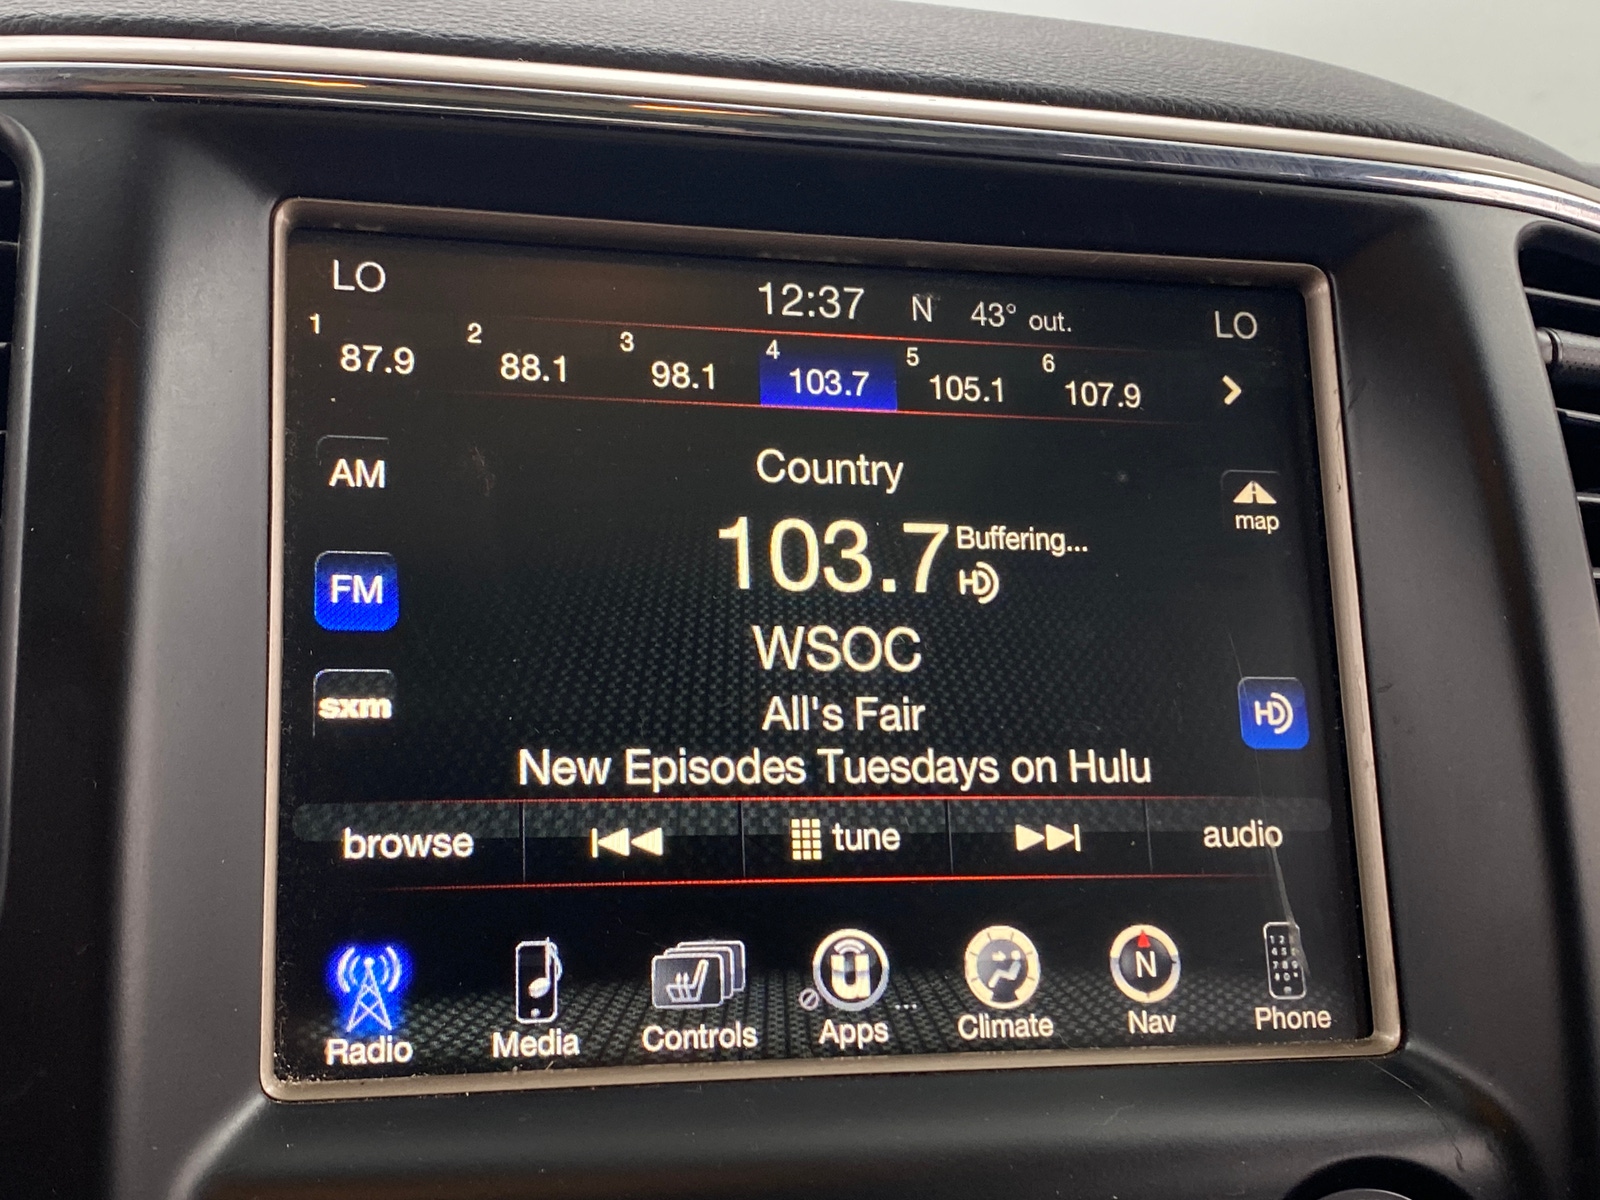 LO 12:37 N 43° out. LO
1 87.9 2 88.1 3 98.1 4 103.7 5 105.1 6 107.9
AM
Country
map
103.7 Buffering...
HD
FM
WSOC
sxm
All's Fair
HD
New Episodes Tuesdays on Hulu
browse tune audio
N
Radio Media Controls Apps ... Climate Nav Phone